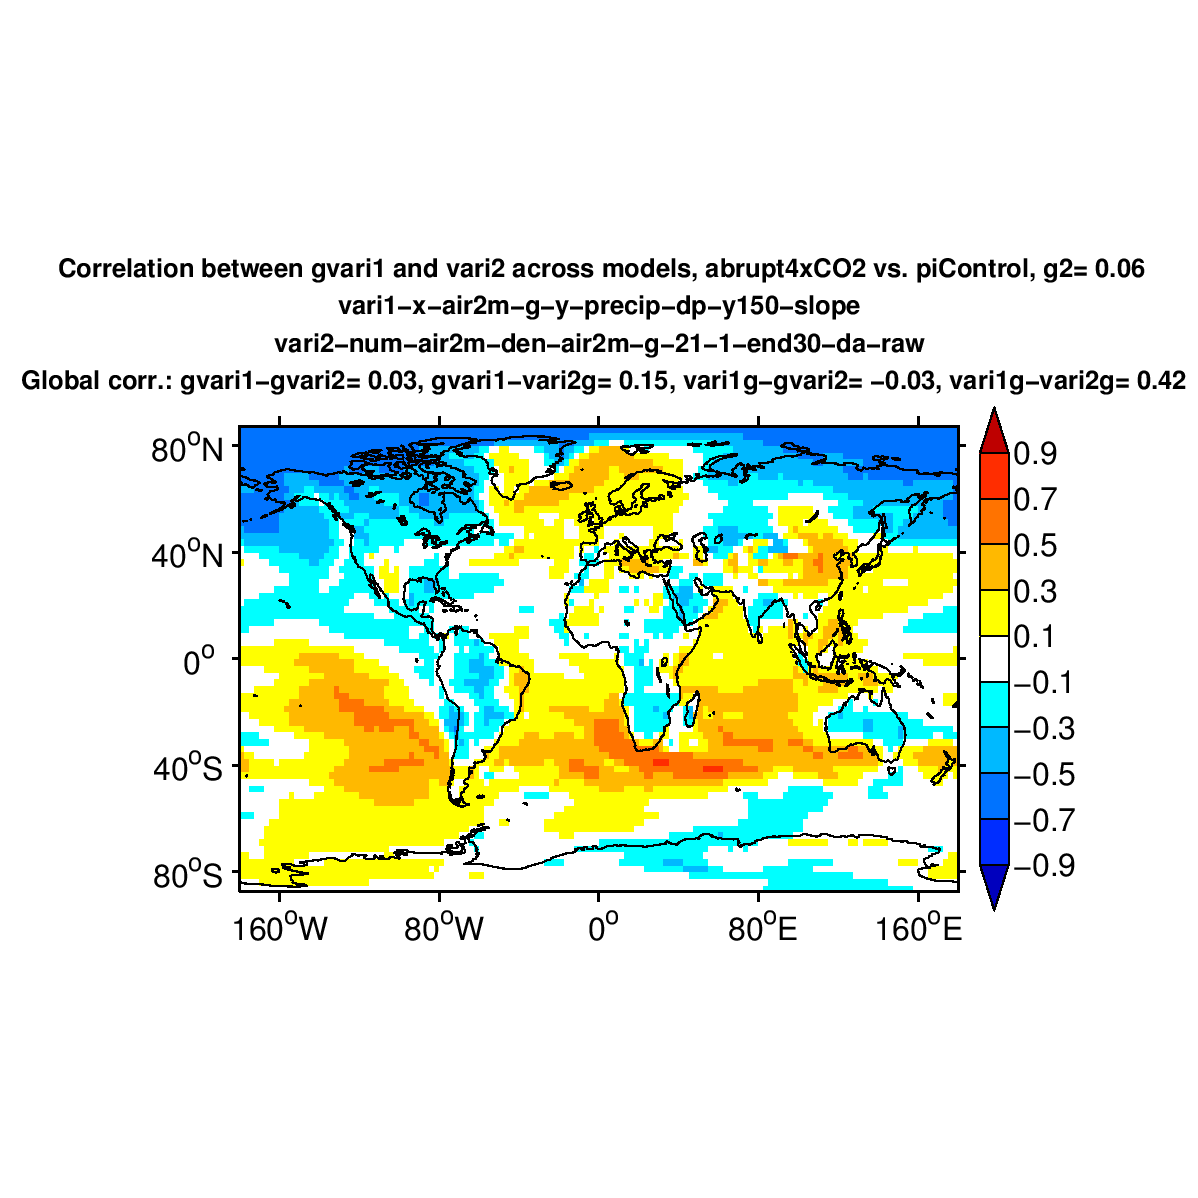 Correlation between gvari1 and vari2 across models, abrupt4xCO2 vs. piControl, g2= 0.06
vari1−x−air2m−g−y−precip−dp−y150−slope
vari2−num−air2m−den−air2m−g−21−1−end30−da−raw
Global corr.: gvari1−gvari2= 0.03, gvari1−vari2g= 0.15, vari1g−gvari2= −0.03, vari1g−vari2g= 0.42
80°N
40°N
0°
40°S
80°S
160°W
80°W
0°
80°E
160°E
0.9
0.7
0.5
0.3
0.1
−0.1
−0.3
−0.5
−0.7
−0.9